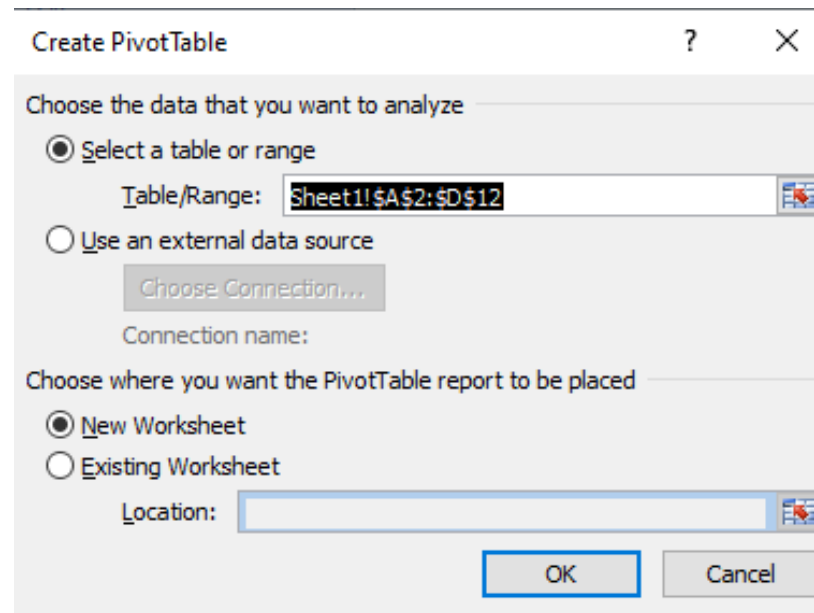 Create PivotTable ?
Choose the data that you want to analyze
Select a table or range
Table/Range: Sheet1!$A$2:$D$12
Use an external data source
Choose Connection...
Connection name:
Choose where you want the PivotTable report to be placed
New Worksheet
Existing Worksheet
Location:
OK Cancel